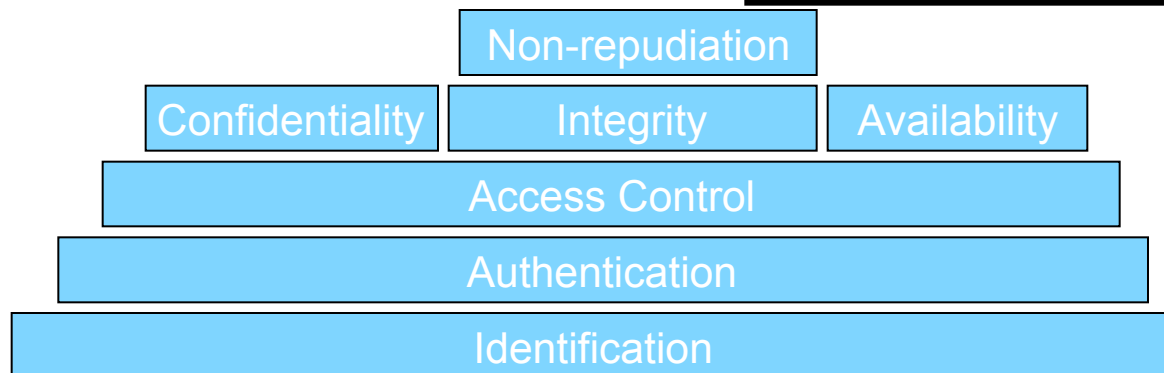 Non-repudiation
Confidentiality Integrity Availability
Access Control
Authentication
Identification